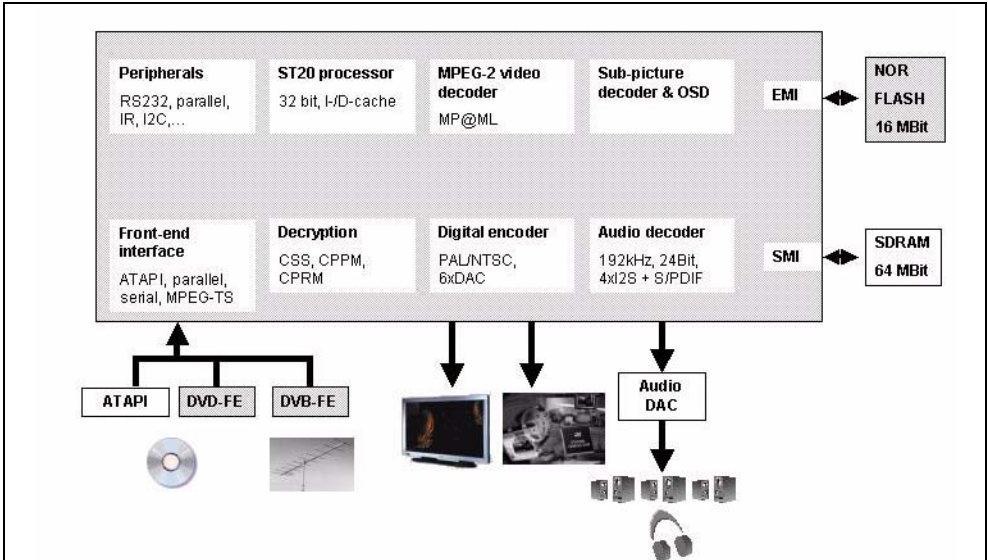 Peripherals
RS232, parallel,
IR, I2C,...
ST20 processor
32 bit, I-/D-cache
MPEG-2 video
decoder
MP@ML
Sub-picture
decoder & OSD
EMI
NOR
FLASH
16 MBit
Front-end
interface
ATAPI, parallel,
serial, MPEG-TS
Decryption
CSS, CPPM,
CPRM
Digital encoder
PAL/NTSC,
6xDAC
Audio decoder
192kHz, 24Bit,
4xI2S + S/PDIF
SMI
SDRAM
64 MBit
ATAPI
DVD-FE
DVB-FE
Audio
DAC